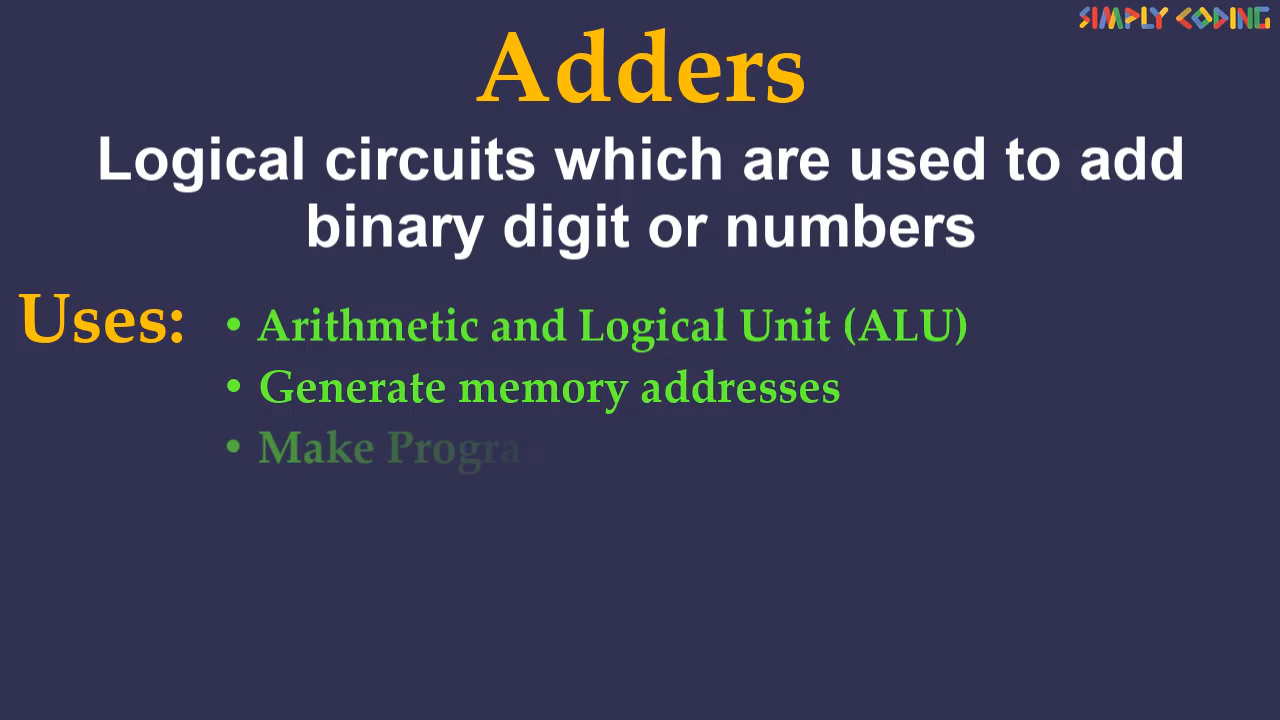 SIMPLY CODING
Adders
Logical circuits which are used to add
binary digit or numbers
Uses:
• Arithmetic and Logical Unit (ALU)
• Generate memory addresses
• Make